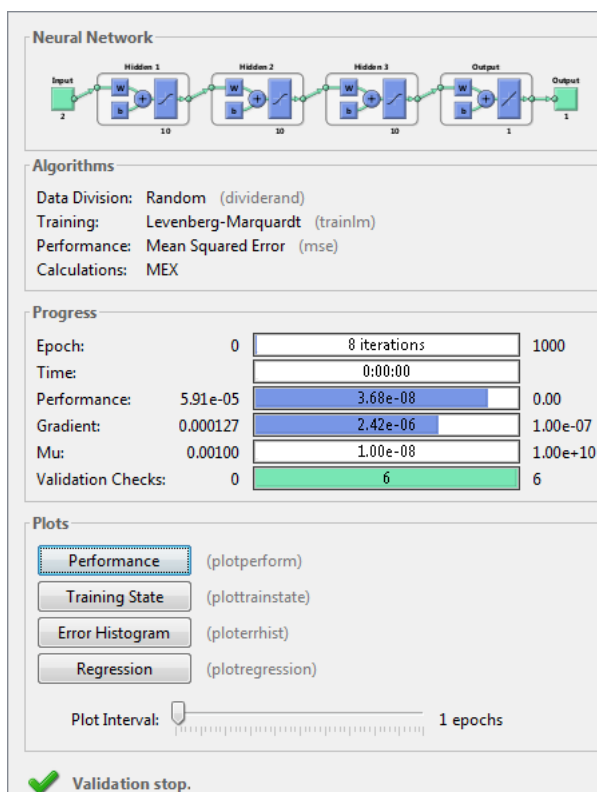 Neural Network
Hidden 1 Hidden 2 Hidden 3 Output
Input Output
W W W W
+ + + +
b b b b
2 10 10 10 1 1
Algorithms
Data Division: Random (dividerand)
Training: Levenberg-Marquardt (trainlm)
Performance: Mean Squared Error (mse)
Calculations: MEX
Progress
Epoch: 0 8 iterations 1000
Time: 0:00:00
Performance: 5.91e-05 3.68e-08 0.00
Gradient: 0.000127 2.42e-06 1.00e-07
Mu: 0.00100 1.00e-08 1.00e+10
Validation Checks: 0 6 6
Plots
Performance (plotperform)
Training State (plottrainstate)
Error Histogram (ploterrhist)
Regression (plotregression)
Plot Interval: 1 epochs
Validation stop.